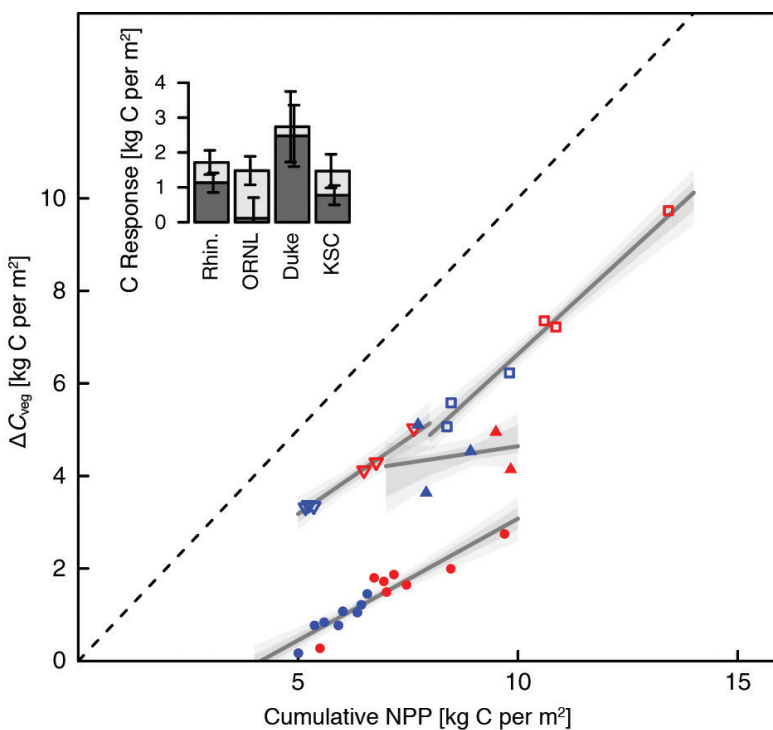 C Response [kg C per m²]
4
3
2
1
0
Rhin.
ORNL
Duke
KSC
ΔCveg [kg C per m²]
10
8
6
4
2
0
5
10
15
Cumulative NPP [kg C per m²]